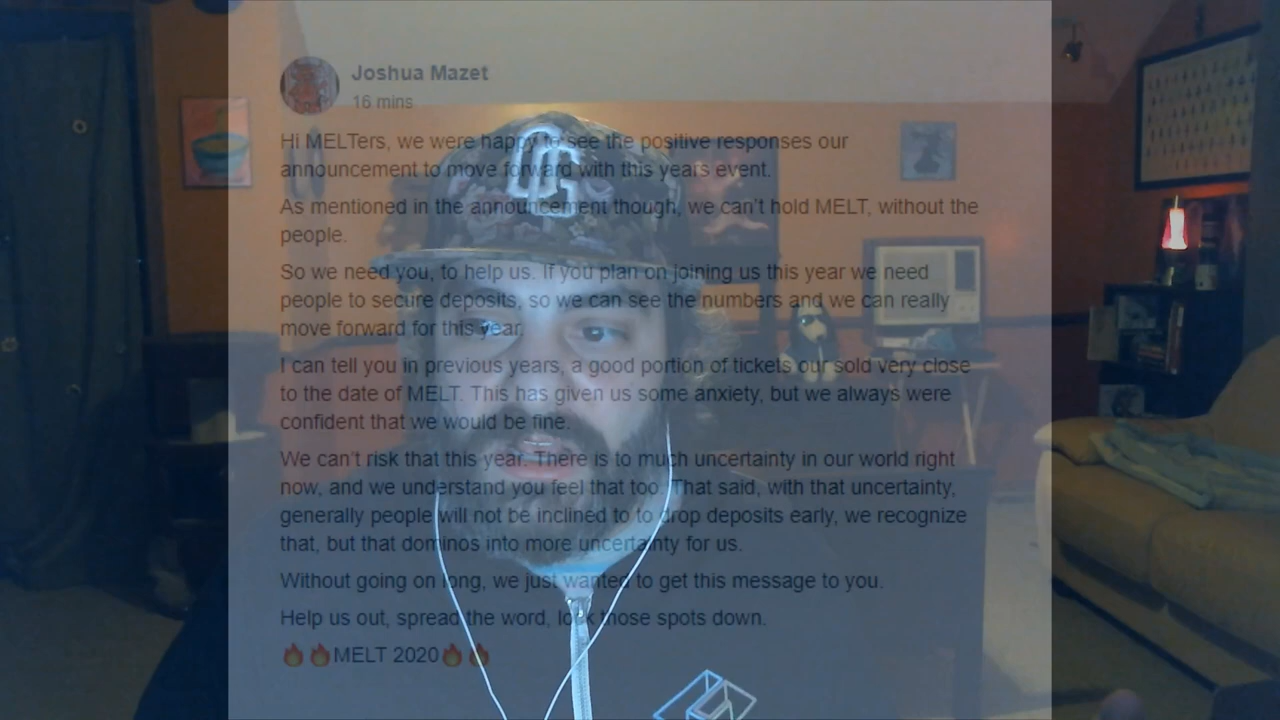 Joshua Mazet
16 mins
Hi MELTers, we were happy to see the positive responses our
announcement to move forward with this years event.
As mentioned in the announcement though, we can't hold MELT, without the
people.
So we need you, to help us. If you plan on joining us this year we need
people to secure deposits, so we can see the numbers and we can really
move forward for this year.
I can tell you in previous years, a good portion of tickets our sold very close
to the date of MELT. This has given us some anxiety, but we always were
confident that we would be fine.
We can't risk that this year. There is to much uncertainty in our world right
now, and we understand you feel that too. That said, with that uncertainty,
generally people will not be inclined to to drop deposits early, we recognize
that, but that dominos into more uncertainty for us.
Without going on long, we just wanted to get this message to you.
Help us out, spread the word, lock those spots down.
🔥🔥MELT 2020🔥🔥